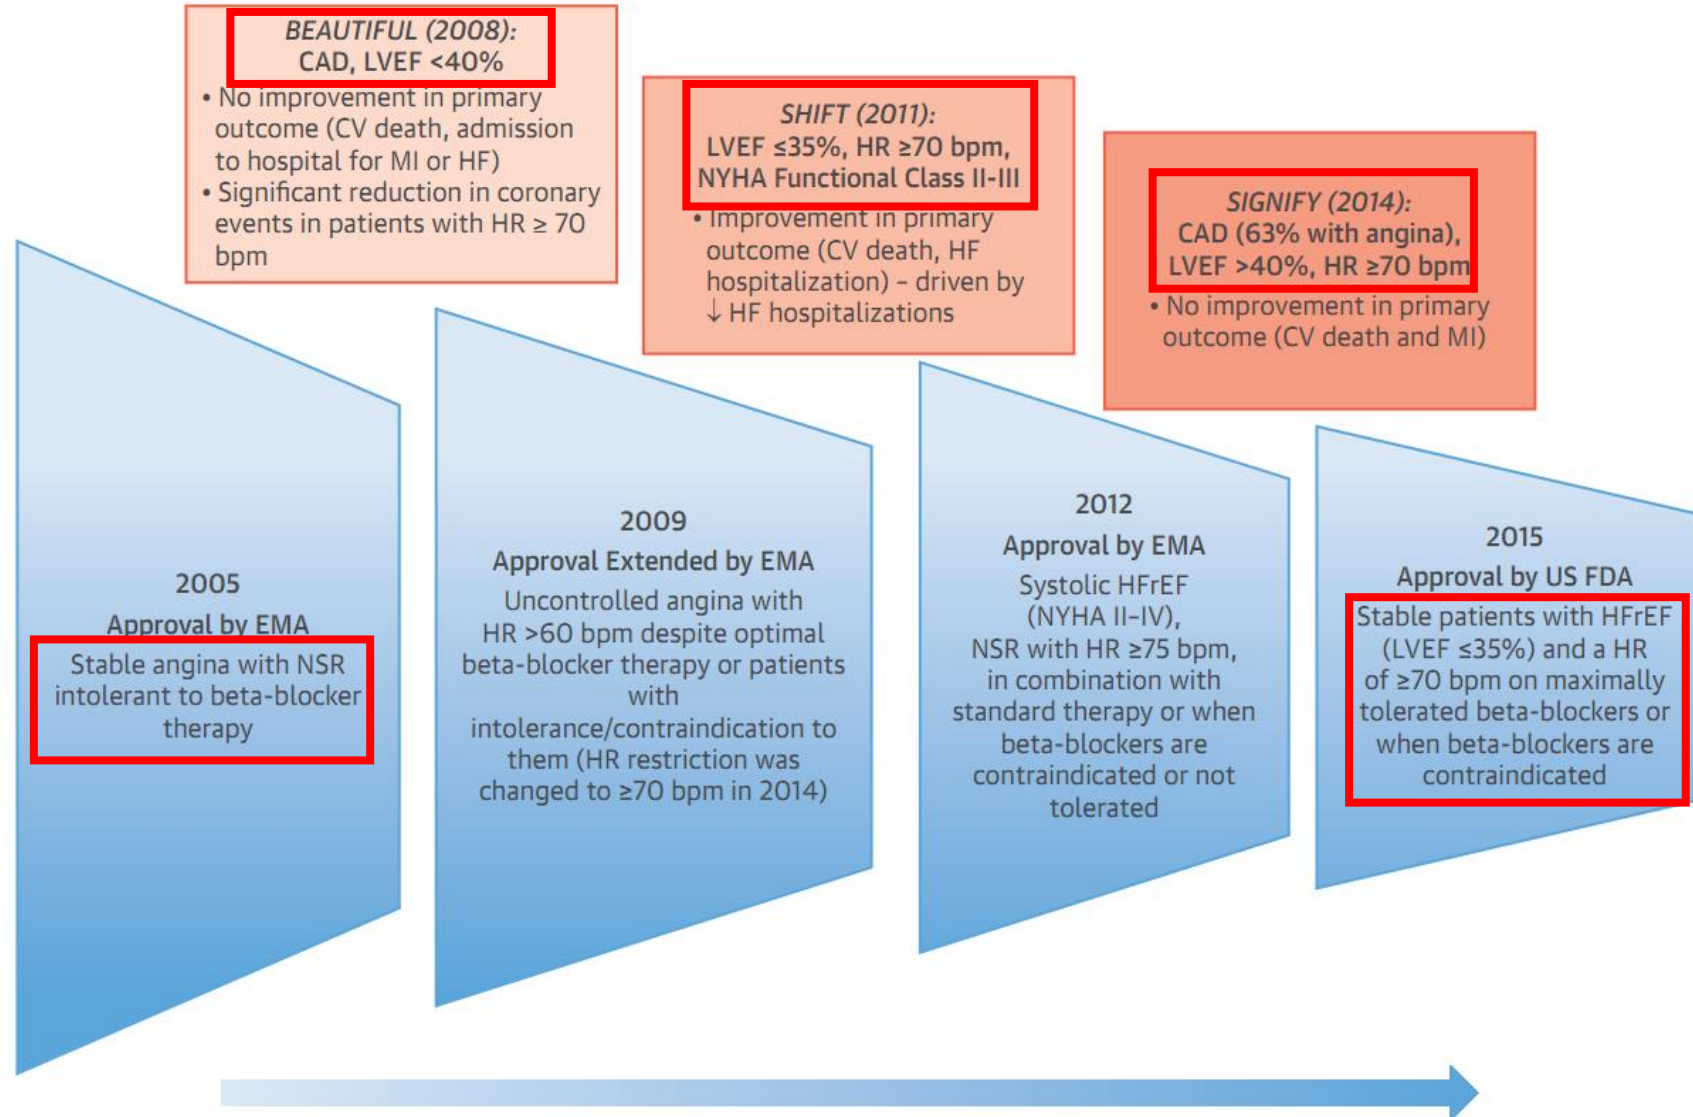 BEAUTIFUL (2008):
CAD, LVEF <40%
• No improvement in primary
outcome (CV death, admission
to hospital for MI or HF)
• Significant reduction in coronary
events in patients with HR ≥ 70
bpm
SHIFT (2011):
LVEF ≤35%, HR ≥70 bpm,
NYHA Functional Class II-III
• Improvement in primary
outcome (CV death, HF
hospitalization) – driven by
↓ HF hospitalizations
SIGNIFY (2014):
CAD (63% with angina),
LVEF >40%, HR ≥70 bpm
• No improvement in primary
outcome (CV death and MI)
2005
Approval by EMA
Stable angina with NSR
intolerant to beta-blocker
therapy
2009
Approval Extended by EMA
Uncontrolled angina with
HR >60 bpm despite optimal
beta-blocker therapy or patients
with
intolerance/contraindication to
them (HR restriction was
changed to ≥70 bpm in 2014)
2012
Approval by EMA
Systolic HFrEF
(NYHA II–IV),
NSR with HR ≥75 bpm,
in combination with
standard therapy or when
beta-blockers are
contraindicated or not
tolerated
2015
Approval by US FDA
Stable patients with HFrEF
(LVEF ≤35%) and a HR
of ≥70 bpm on maximally
tolerated beta-blockers or
when beta-blockers are
contraindicated